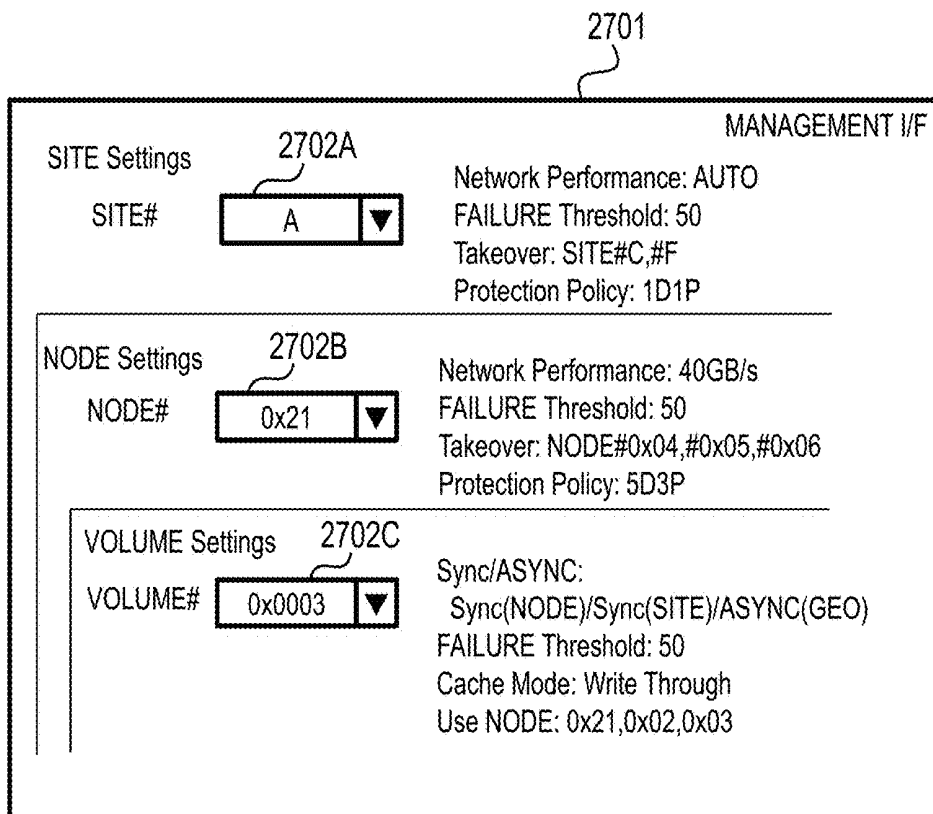 2701
MANAGEMENT I/F
SITE Settings
2702A
SITE#
A
Network Performance: AUTO
FAILURE Threshold: 50
Takeover: SITE#C,#F
Protection Policy: 1D1P
NODE Settings
2702B
NODE#
0x21
Network Performance: 40GB/s
FAILURE Threshold: 50
Takeover: NODE#0x04,#0x05,#0x06
Protection Policy: 5D3P
VOLUME Settings
2702C
VOLUME#
0x0003
Sync/ASYNC:
Sync(NODE)/Sync(SITE)/ASYNC(GEO)
FAILURE Threshold: 50
Cache Mode: Write Through
Use NODE: 0x21,0x02,0x03